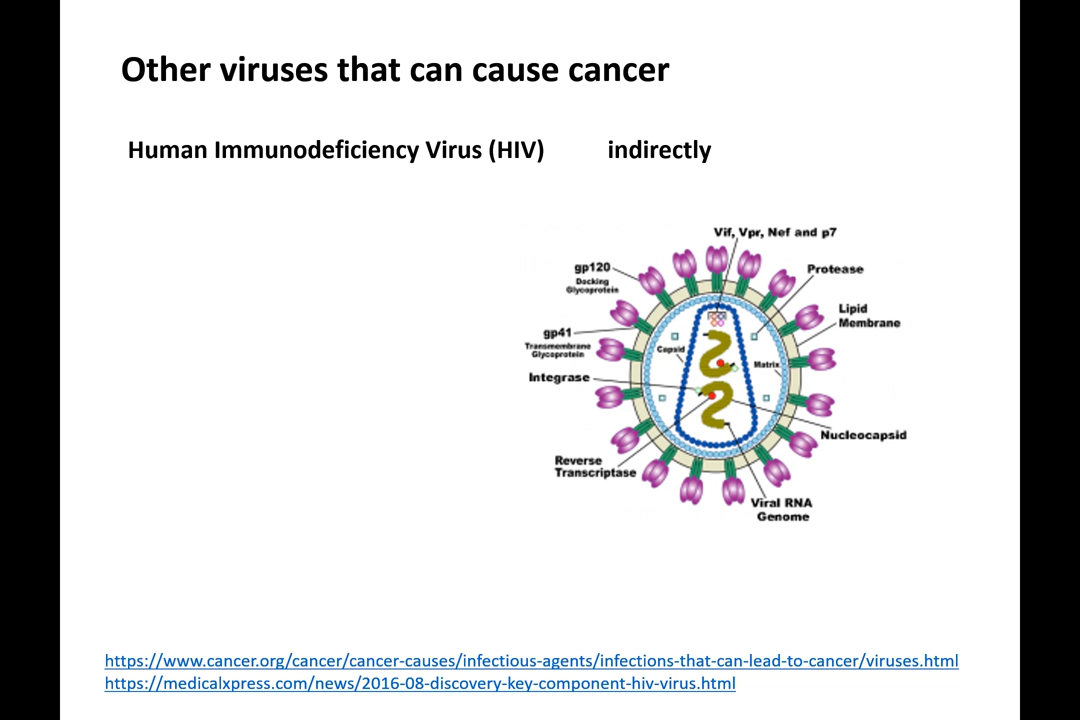 Other viruses that can cause cancer
Human Immunodeficiency Virus (HIV) indirectly
Vif, Vpr, Nef and p7
gp120
Docking
Glycoprotein
Protease
Lipid
Membrane
gp41
Transmembrane
Glycoprotein
Capsid
Matrix
Integrase
Nucleocapsid
Reverse
Transcriptase
Viral RNA
Genome
https://www.cancer.org/cancer/cancer-causes/infectious-agents/infections-that-can-lead-to-cancer/viruses.html
https://medicalxpress.com/news/2016-08-discovery-key-component-hiv-virus.html